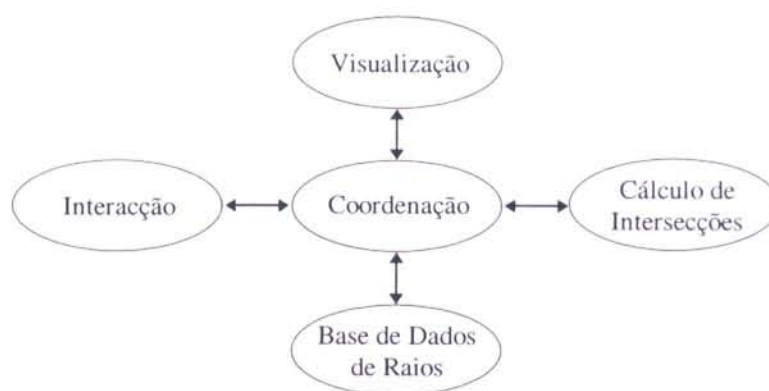 Visualização
Interacção
Coordenação
Cálculo de
Intersecções
Base de Dados
de Raios